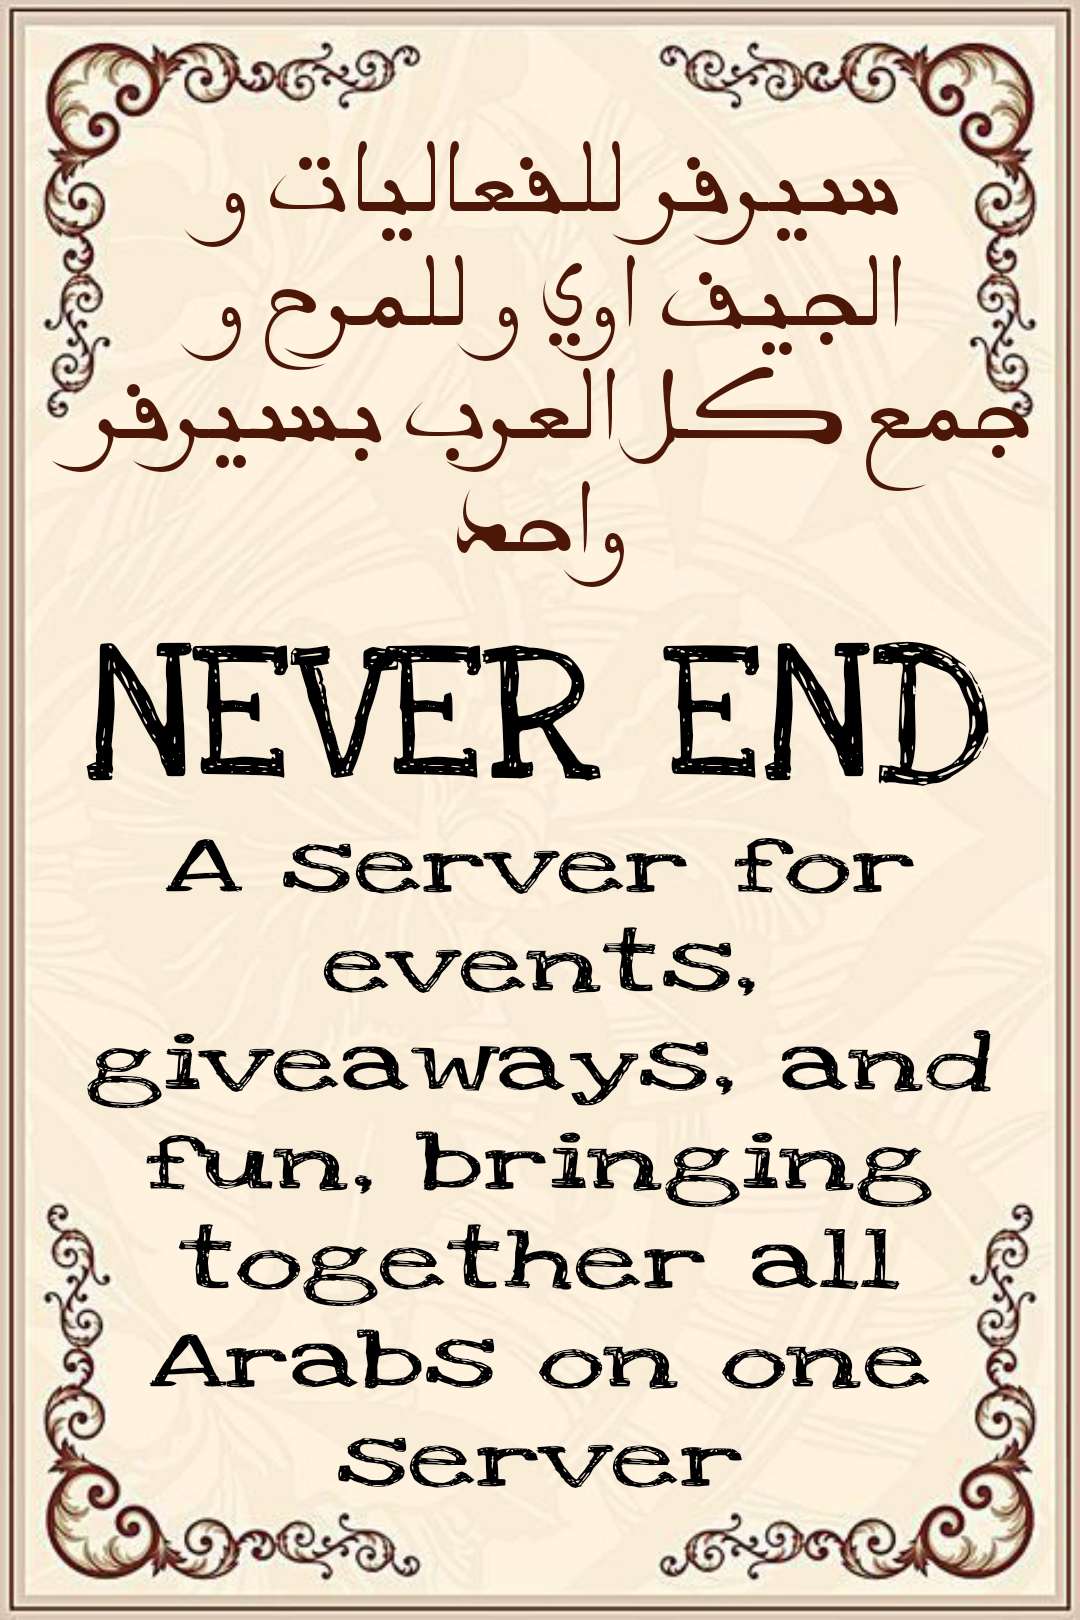 سيرفر للفعاليات و
الجيف اوي و للمرح و
جمع كل العرب بسيرفر
واحد
NEVER END
A server for
events,
giveaways, and
fun, bringing
together all
Arabs on one
server